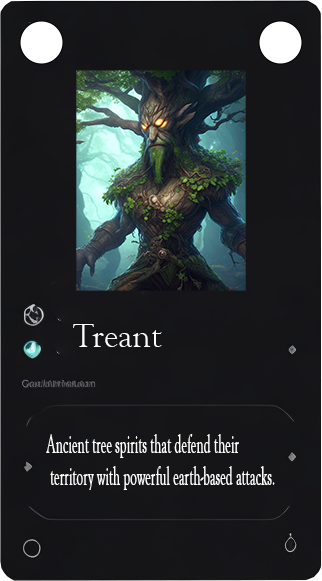 Treant
Ancient tree spirits that defend their
territory with powerful earth-based attacks.